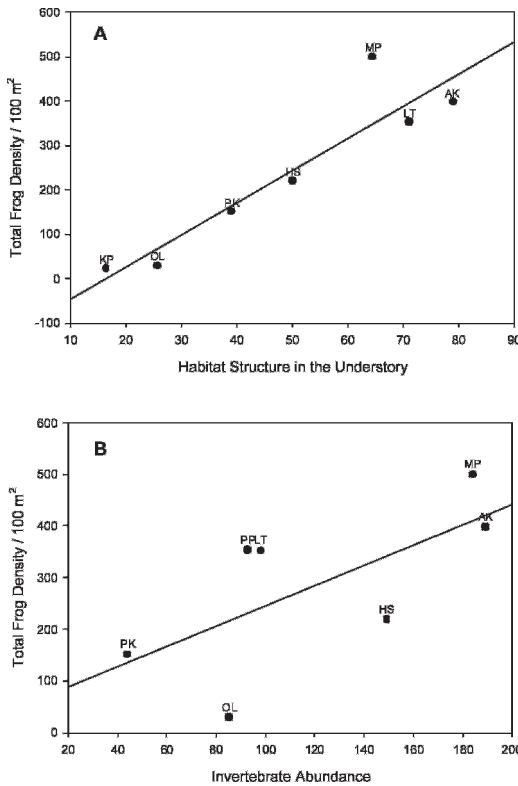 A
600
500
400
300
200
100
0
-100
Total Frog Density / 100 m²
MP
AK
LT
HS
PK
KP
OL
10 20 30 40 50 60 70 80 90
Habitat Structure in the Understory
B
600
500
400
300
200
100
0
Total Frog Density / 100 m²
MP
AK
PP LT
HS
PK
OL
20 40 60 80 100 120 140 160 180 200
Invertebrate Abundance